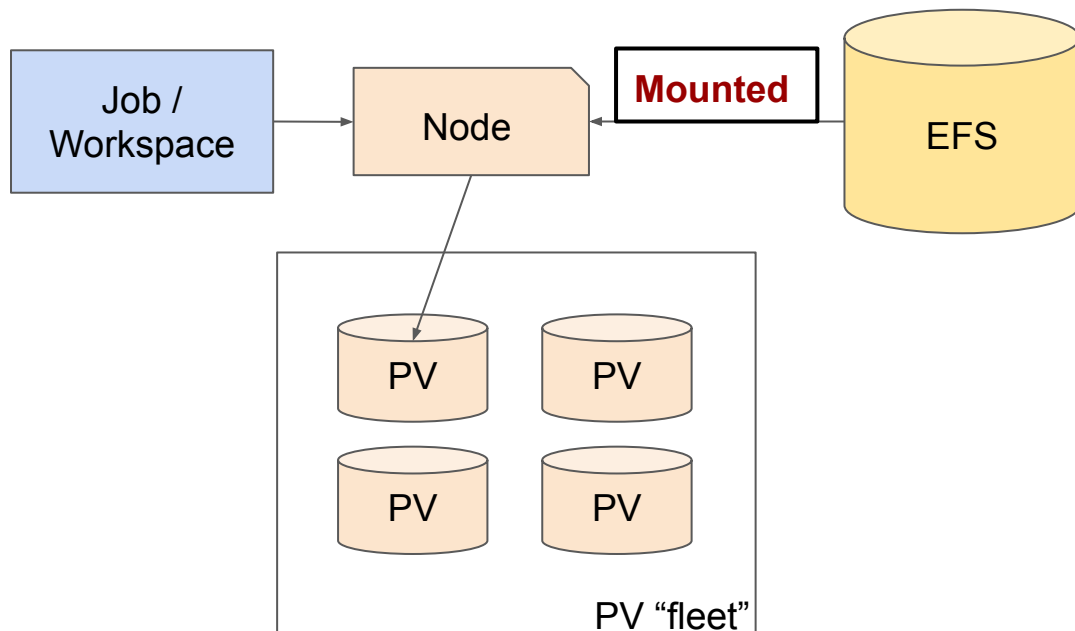 Job /
Workspace
Node
Mounted
EFS
PV
PV
PV
PV
PV “fleet”